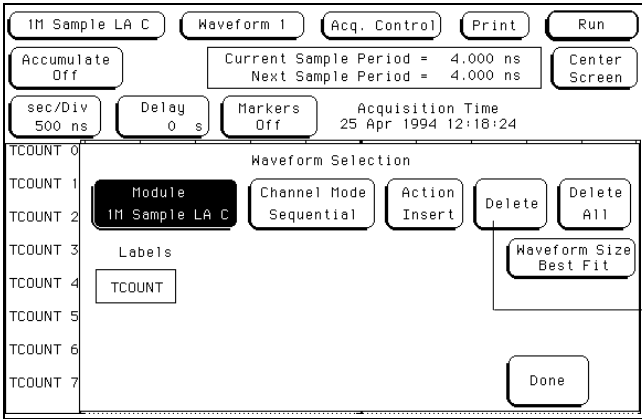 1M Sample LA C Waveform 1 Acq. Control Print Run
Accumulate Off
Current Sample Period = 4.000 ns
Next Sample Period = 4.000 ns
Center Screen
sec/Div 500 ns
Delay 0 s
Markers Off
Acquisition Time
25 Apr 1994 12:18:24
TCOUNT 0
Waveform Selection
TCOUNT 1
Module
1M Sample LA C
Channel Mode
Sequential
Action
Insert
Delete
Delete
All
TCOUNT 2
TCOUNT 3
Labels
Waveform Size
Best Fit
TCOUNT 4
TCOUNT
TCOUNT 5
TCOUNT 6
TCOUNT 7
Done